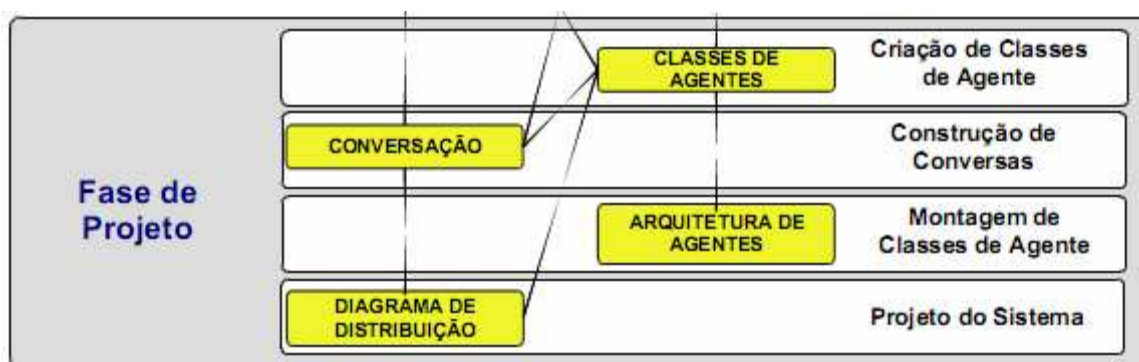 Fase de
Projeto
CLASSES DE
AGENTES
Criação de Classes
de Agente
CONVERSAÇÃO
Construção de
Conversas
ARQUITETURA DE
AGENTES
Montagem de
Classes de Agente
DIAGRAMA DE
DISTRIBUIÇÃO
Projeto do Sistema